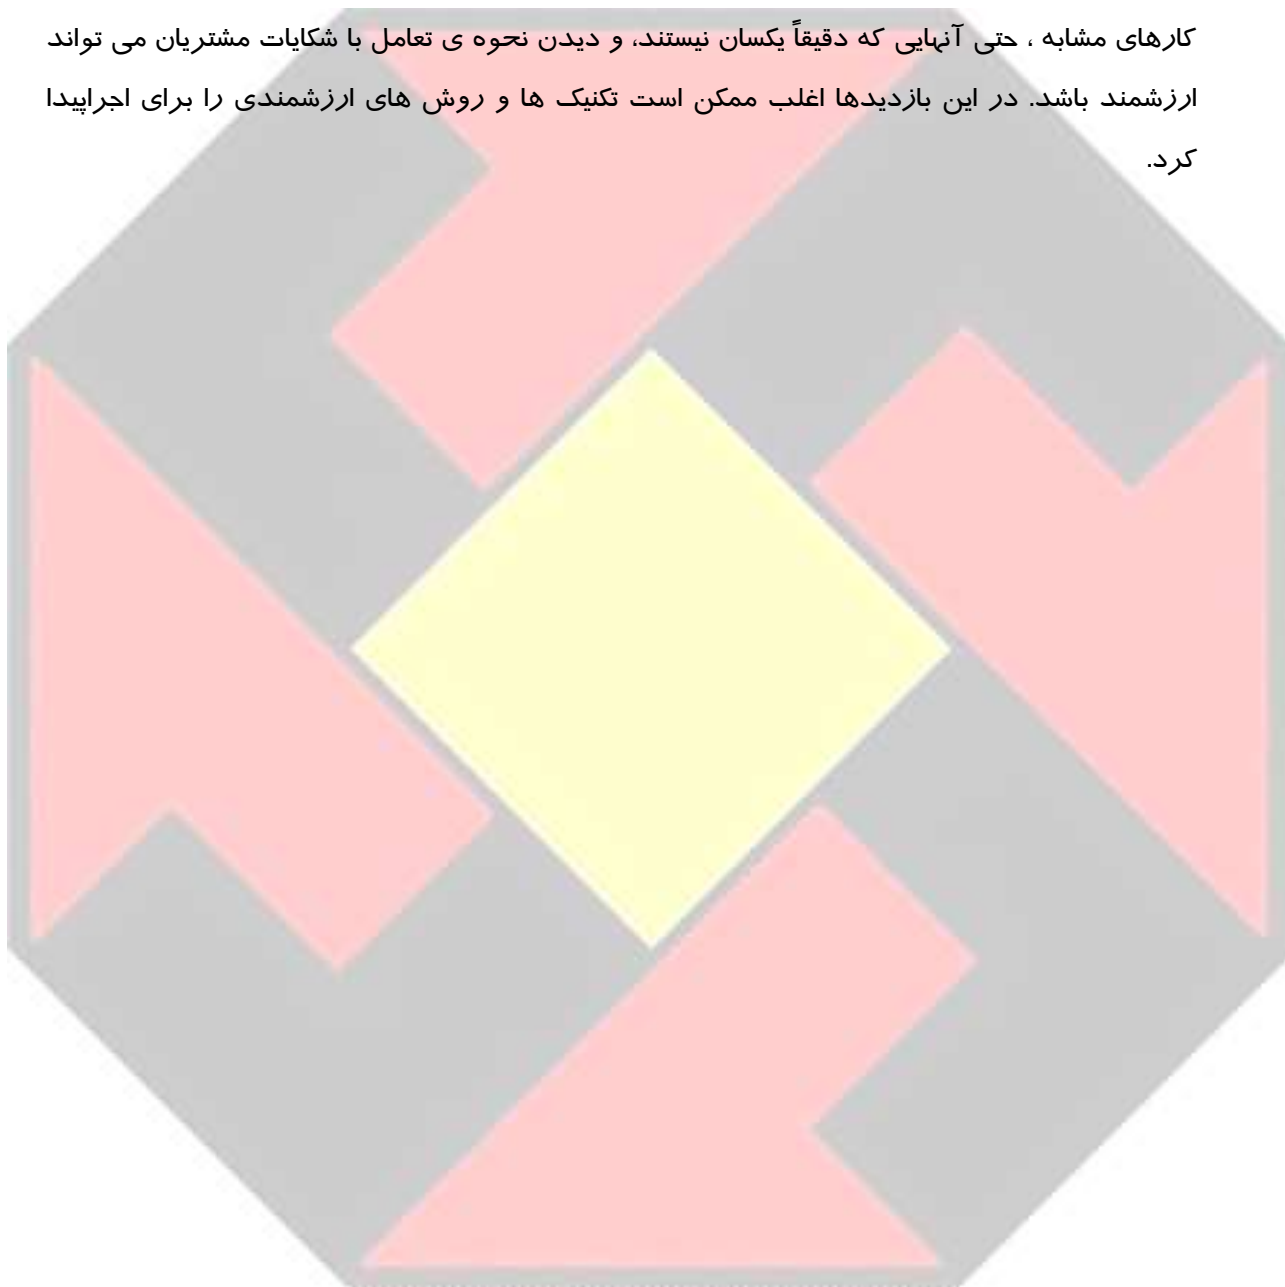 کارهای مشابه ، حتی آنهایی که دقیقاً یکسان نیستند، و دیدن نحوه ی تعامل با شکایات مشتریان می تواند
ارزشمند باشد. در این بازدیدها اغلب ممکن است تکنیک ها و روش های ارزشمندی را برای اجراپیدا
کرد.